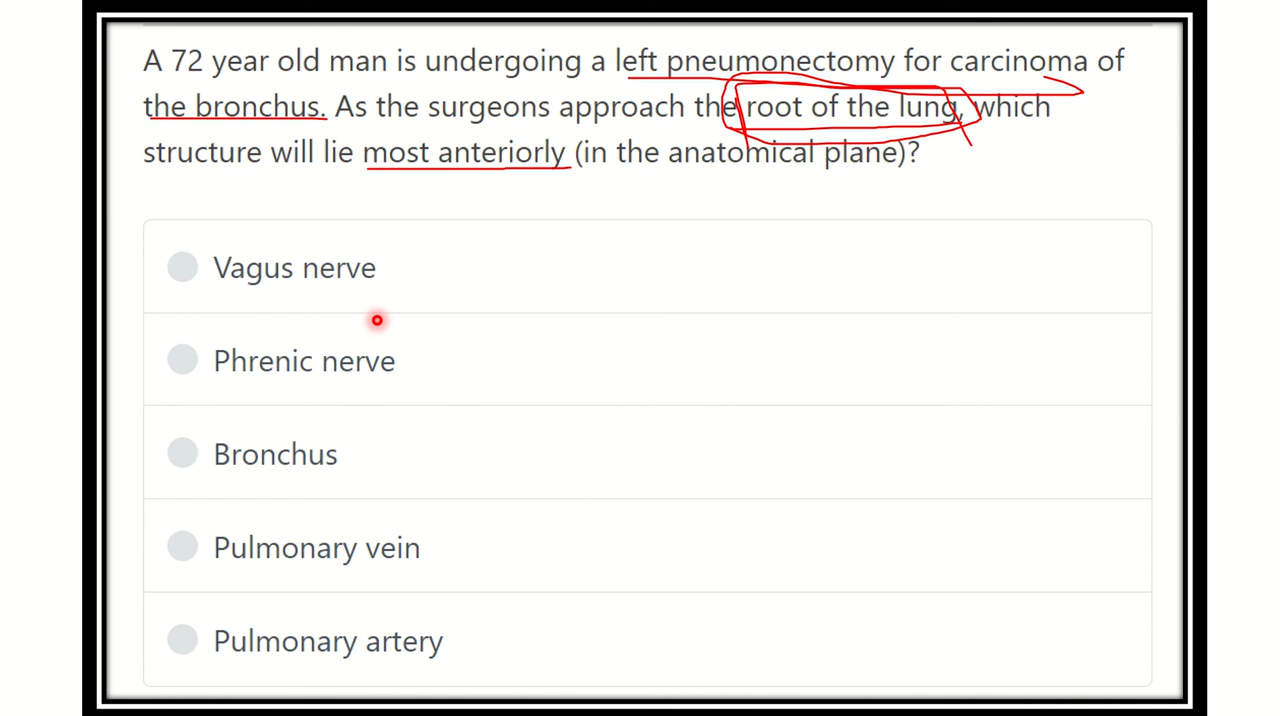 A 72 year old man is undergoing a left pneumonectomy for carcinoma of
the bronchus. As the surgeons approach the root of the lung, which
structure will lie most anteriorly (in the anatomical plane)?
Vagus nerve
Phrenic nerve
Bronchus
Pulmonary vein
Pulmonary artery